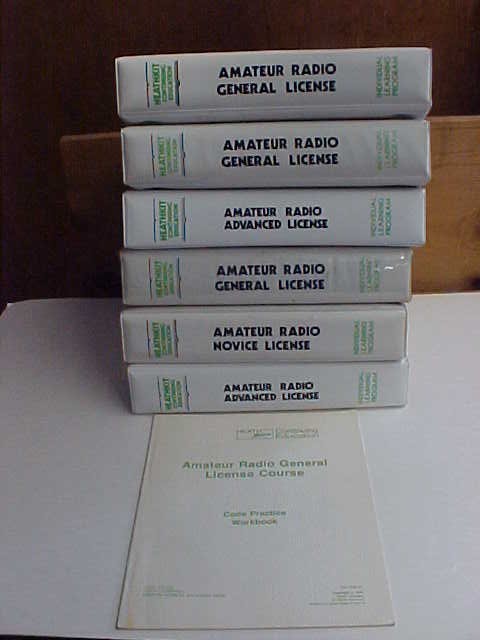 HEATHKIT
CONTINUING
EDUCATION
AMATEUR RADIO
GENERAL LICENSE
INDIVIDUAL
LEARNING
PROGRAM
HEATHKIT
CONTINUING
EDUCATION
AMATEUR RADIO
GENERAL LICENSE
INDIVIDUAL
LEARNING
PROGRAM
HEATHKIT
CONTINUING
EDUCATION
AMATEUR RADIO
ADVANCED LICENSE
INDIVIDUAL
LEARNING
PROGRAM
HEATHKIT
CONTINUING
EDUCATION
AMATEUR RADIO
GENERAL LICENSE
INDIVIDUAL
LEARNING
PROGRAM
HEATHKIT
CONTINUING
EDUCATION
AMATEUR RADIO
NOVICE LICENSE
INDIVIDUAL
LEARNING
PROGRAM
HEATHKIT
CONTINUING
EDUCATION
AMATEUR RADIO
ADVANCED LICENSE
INDIVIDUAL
LEARNING
PROGRAM
Continuing
Education
Amateur Radio General
License Course
Code Practice
Workbook